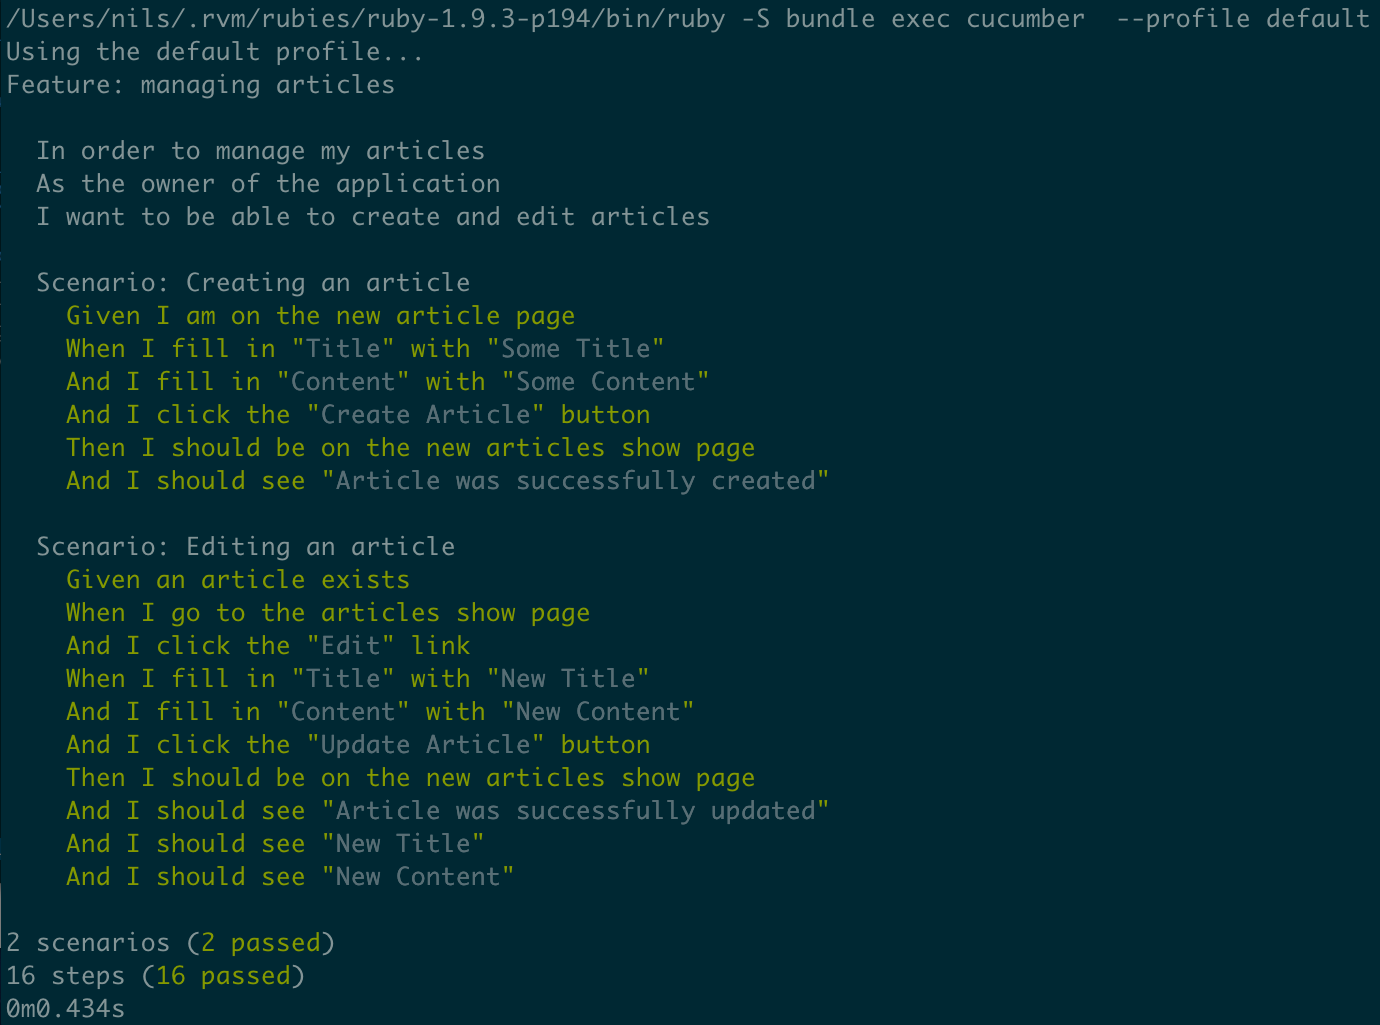 /Users/nils/.rvm/rubies/ruby-1.9.3-p194/bin/ruby -S bundle exec cucumber  --profile default
Using the default profile...
Feature: managing articles

  In order to manage my articles
  As the owner of the application
  I want to be able to create and edit articles

  Scenario: Creating an article
    Given I am on the new article page
    When I fill in "Title" with "Some Title"
    And I fill in "Content" with "Some Content"
    And I click the "Create Article" button
    Then I should be on the new articles show page
    And I should see "Article was successfully created"

  Scenario: Editing an article
    Given an article exists
    When I go to the articles show page
    And I click the "Edit" link
    When I fill in "Title" with "New Title"
    And I fill in "Content" with "New Content"
    And I click the "Update Article" button
    Then I should be on the new articles show page
    And I should see "Article was successfully updated"
    And I should see "New Title"
    And I should see "New Content"

2 scenarios (2 passed)
16 steps (16 passed)
0m0.434s